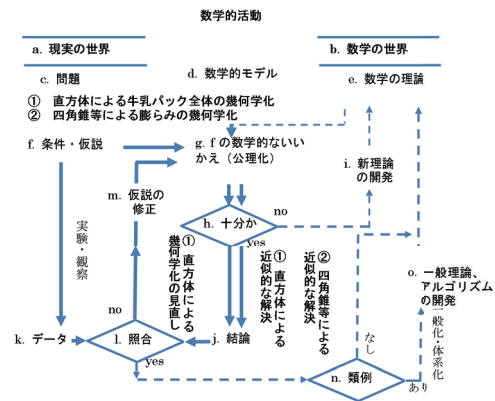 数学的活動
a. 現実の世界
b. 数学の世界
c. 問題
d. 数学的モデル
e. 数学の理論
① 直方体による牛乳パック全体の幾何学化
② 四角錐等による膨らみの幾何学化
f. 条件・仮説
g. f の数学的ないい
かえ(公理化)
i. 新理論
の開発
m. 仮説の
修正
no
h. 十分か
yes
実験・観察
① 直方体による
幾何学化の見直し
① 直方体による
近似的な解決
② 四角錐等による
近似的な解決
o. 一般理論、
アルゴリズム
の開発
no
k. データ
l. 照合
j. 結論
yes
なし
一般化・体系化
n. 類例
あり